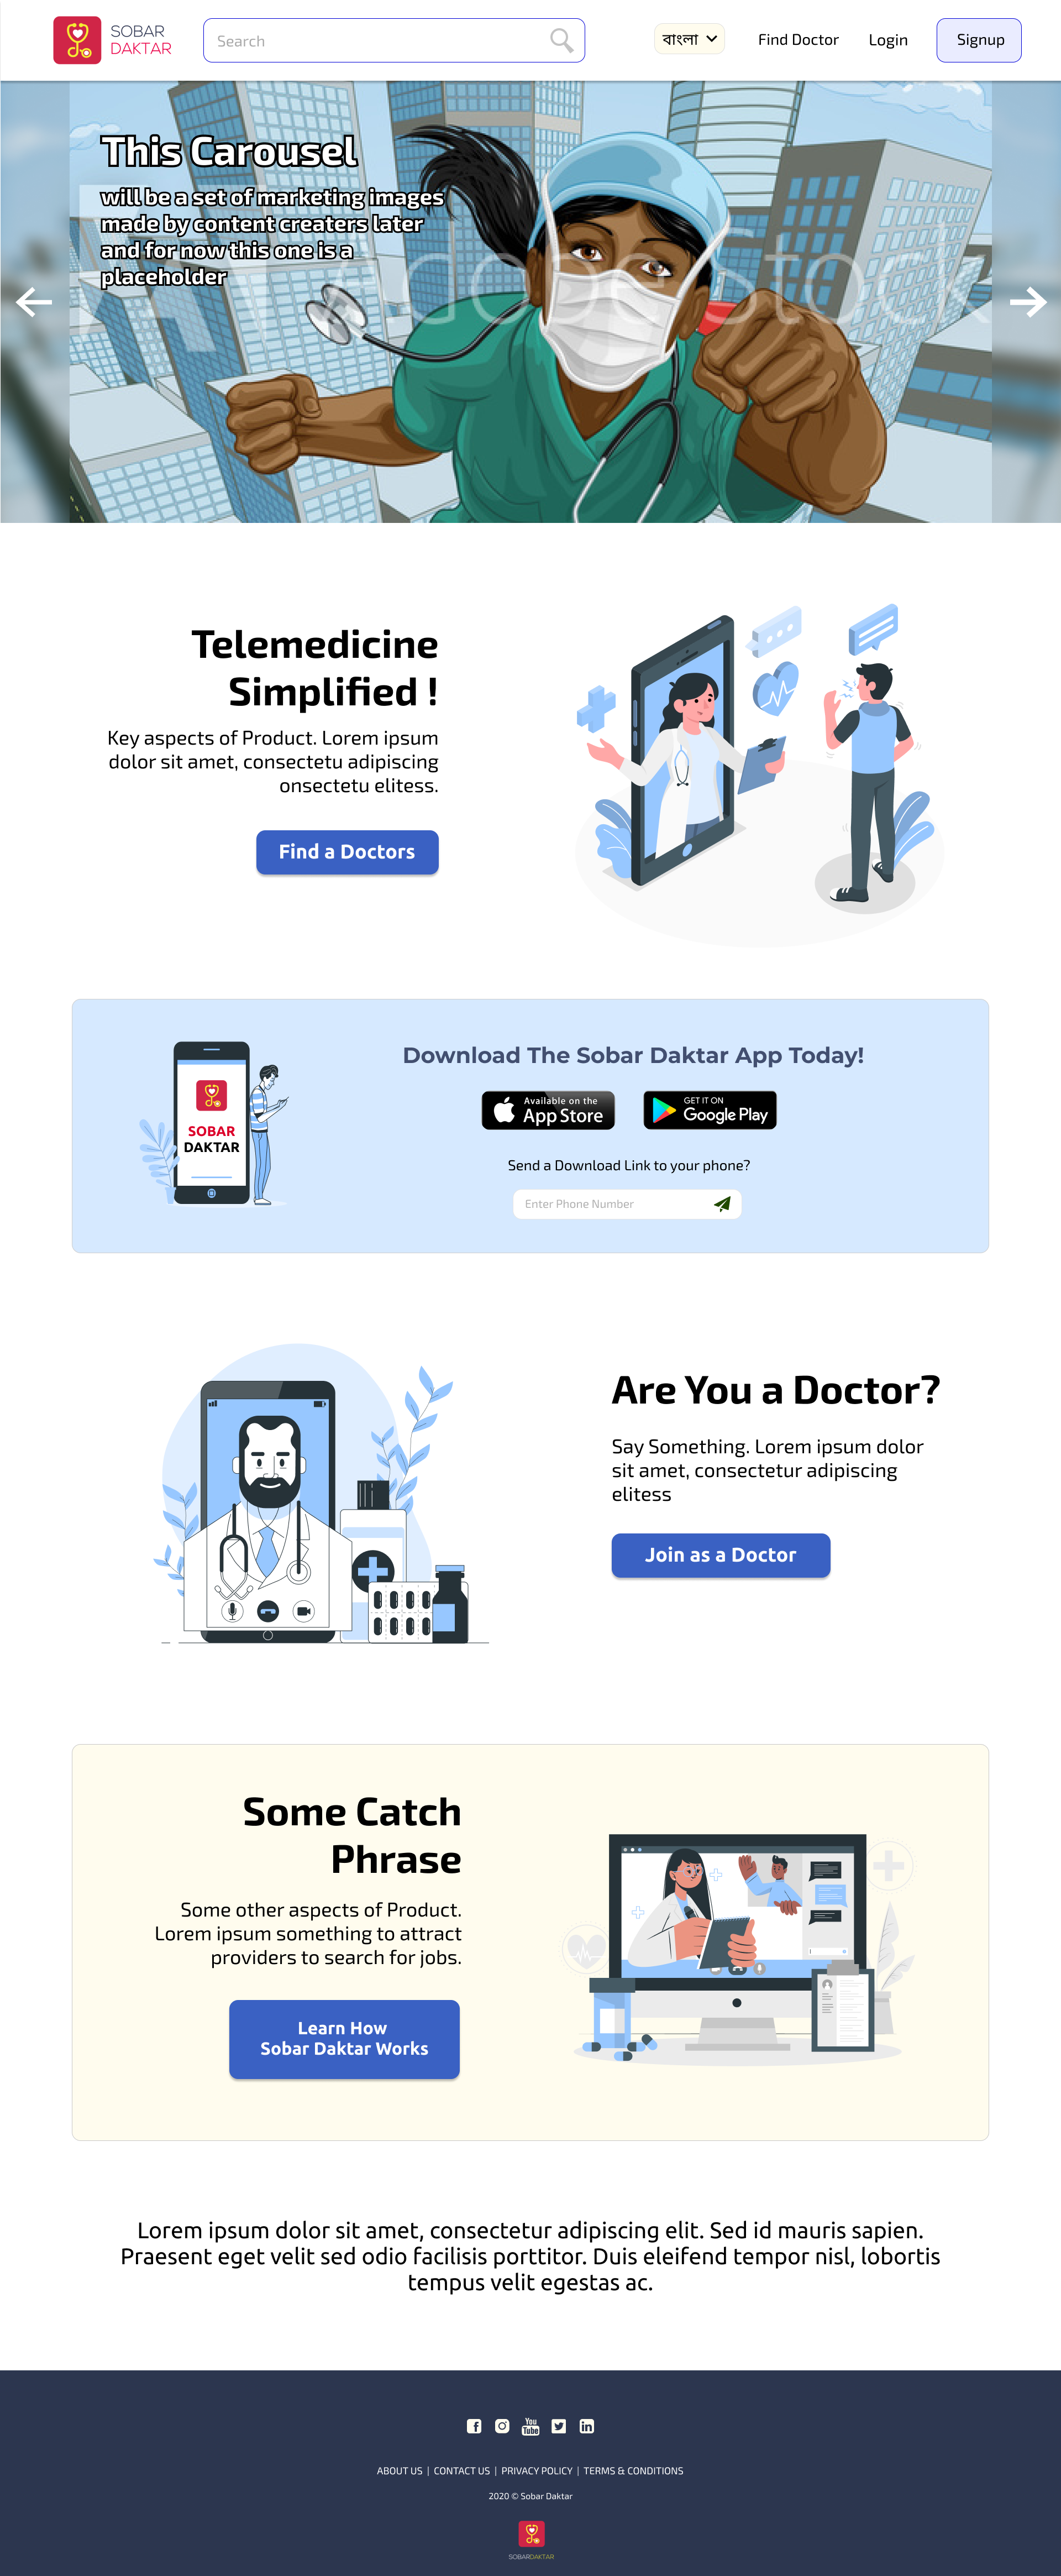 SOBAR
DAKTAR
Search
বাংলা
Find Doctor
Login
Signup
This Carousel
will be a set of marketing images
made by content creaters later
and for now this one is a
placeholder
Adobe Stock
Telemedicine
Simplified !
Key aspects of Product. Lorem ipsum
dolor sit amet, consectetu adipiscing
onsectetu elitess.
Find a Doctors
SOBAR
DAKTAR
Download The Sobar Daktar App Today!
Available on the
App Store
GET IT ON
Google Play
Send a Download Link to your phone?
Enter Phone Number
Are You a Doctor?
Say Something. Lorem ipsum dolor
sit amet, consectetur adipiscing
elitess
Join as a Doctor
Some Catch
Phrase
Some other aspects of Product.
Lorem ipsum something to attract
providers to search for jobs.
Learn How
Sobar Daktar Works
Lorem ipsum dolor sit amet, consectetur adipiscing elit. Sed id mauris sapien.
Praesent eget velit sed odio facilisis porttitor. Duis eleifend tempor nisl, lobortis
tempus velit egestas ac.
You
Tube
ABOUT US | CONTACT US | PRIVACY POLICY | TERMS & CONDITIONS
2020 © Sobar Daktar
SOBARDAKTAR